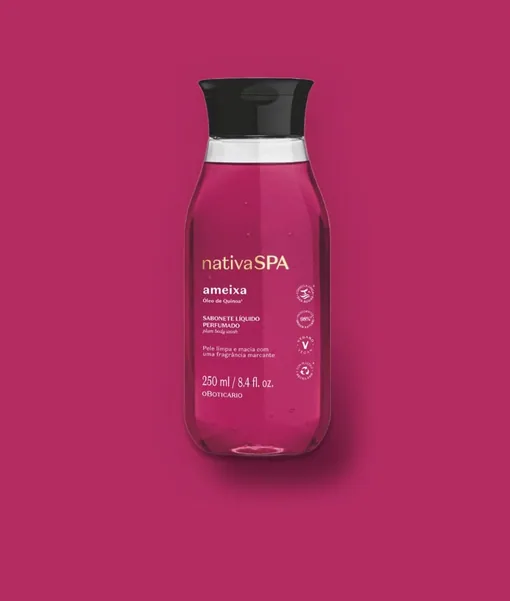 nativaSPA
ameixa
Óleo de Quinoa*
SABONETE LÍQUIDO
PERFUMADO
plum body wash
Pele limpa e macia com
uma fragrância marcante
250 ml / 8.4 fl. oz.
oBOTICÁRIO